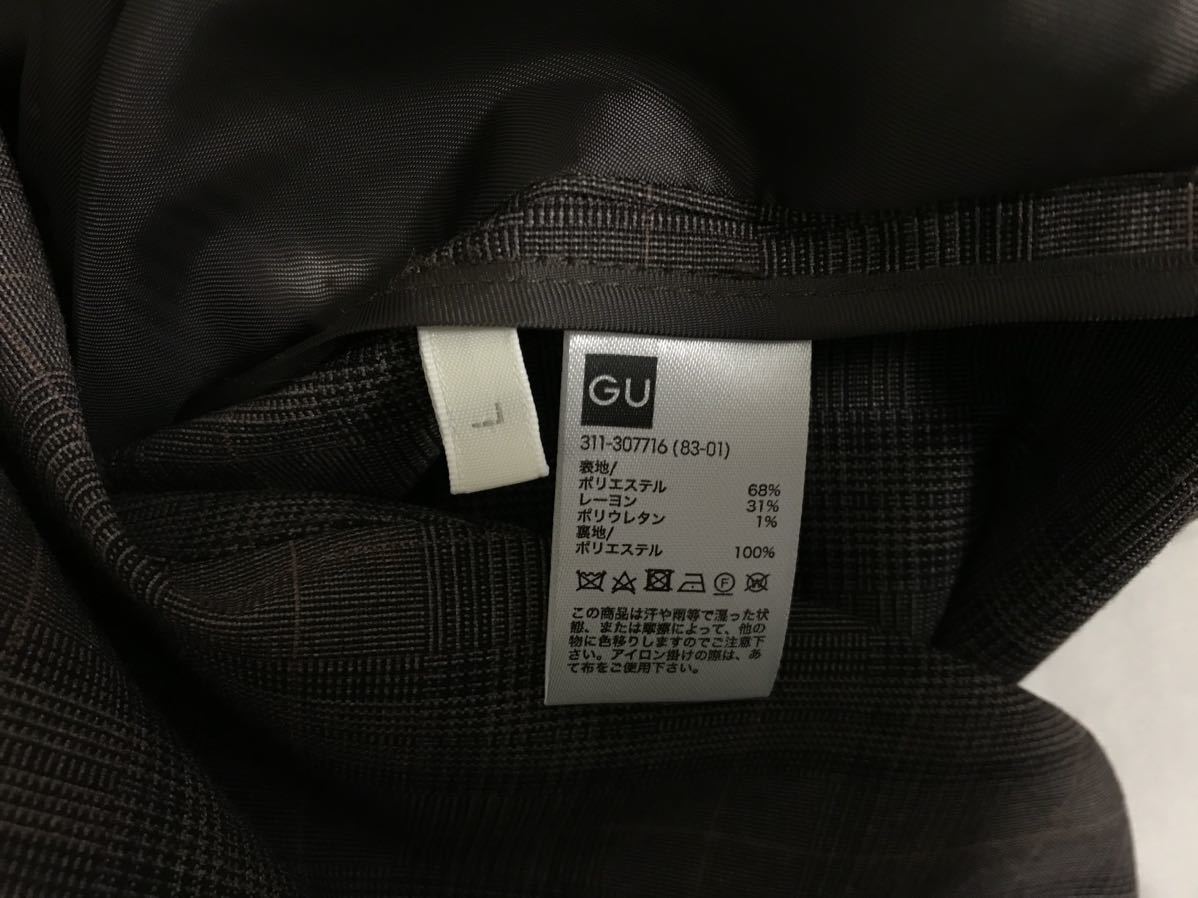 L
GU
311-307716 (83-01)
表地/
ポリエステル 68%
レーヨン 31%
ポリウレタン 1%
裏地/
ポリエステル 100%
F W
この商品は汗や雨等で湿った状
態、または摩擦によって、他の
物に色移りしますのでご注意下
さい。アイロン掛けの際は、あ
て布をご使用下さい。